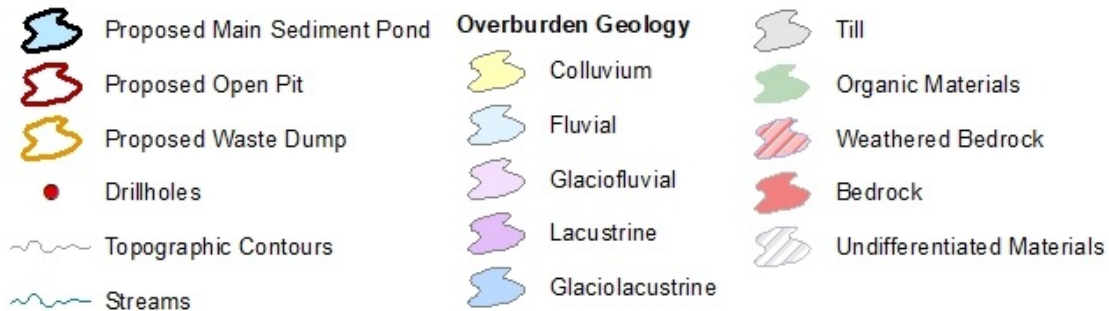 Proposed Main Sediment Pond
Proposed Open Pit
Proposed Waste Dump
Drillholes
Topographic Contours
Streams
Overburden Geology
Colluvium
Fluvial
Glaciofluvial
Lacustrine
Glaciolacustrine
Till
Organic Materials
Weathered Bedrock
Bedrock
Undifferentiated Materials